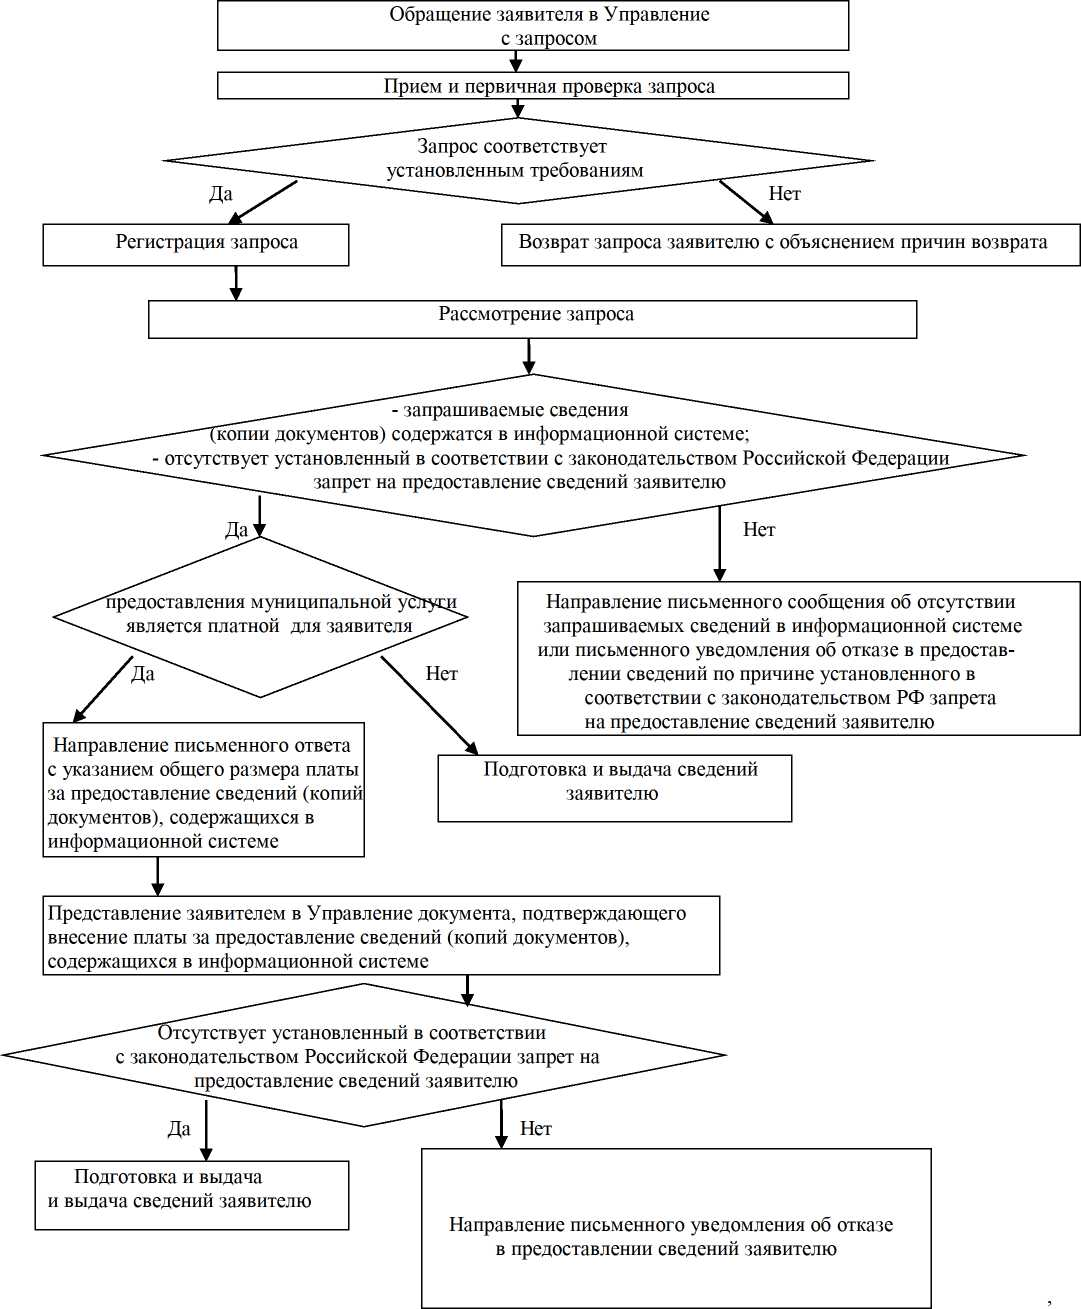 Обращение заявителя в Управление
с запросом
Прием и первичная проверка запроса
Запрос соответствует
установленным требованиям
Да
Нет
Регистрация запроса
Возврат запроса заявителю с объяснением причин возврата
Рассмотрение запроса
- запрашиваемые сведения
(копии документов) содержатся в информационной системе;
- отсутствует установленный в соответствии с законодательством Российской Федерации
запрет на предоставление сведений заявителю
Да
Нет
предоставления муниципальной услуги
является платной для заявителя
Направление письменного сообщения об отсутствии
запрашиваемых сведений в информационной системе
или письменного уведомления об отказе в предостав-
лении сведений по причине установленного в
соответствии с законодательством РФ запрета
на предоставление сведений заявителю
Да
Нет
Направление письменного ответа
с указанием общего размера платы
за предоставление сведений (копий
документов), содержащихся в
информационной системе
Подготовка и выдача сведений
заявителю
Представление заявителем в Управление документа, подтверждающего
внесение платы за предоставление сведений (копий документов),
содержащихся в информационной системе
Отсутствует установленный в соответствии
с законодательством Российской Федерации запрет на
предоставление сведений заявителю
Да
Нет
Подготовка и выдача
и выдача сведений заявителю
Направление письменного уведомления об отказе
в предоставлении сведений заявителю
,